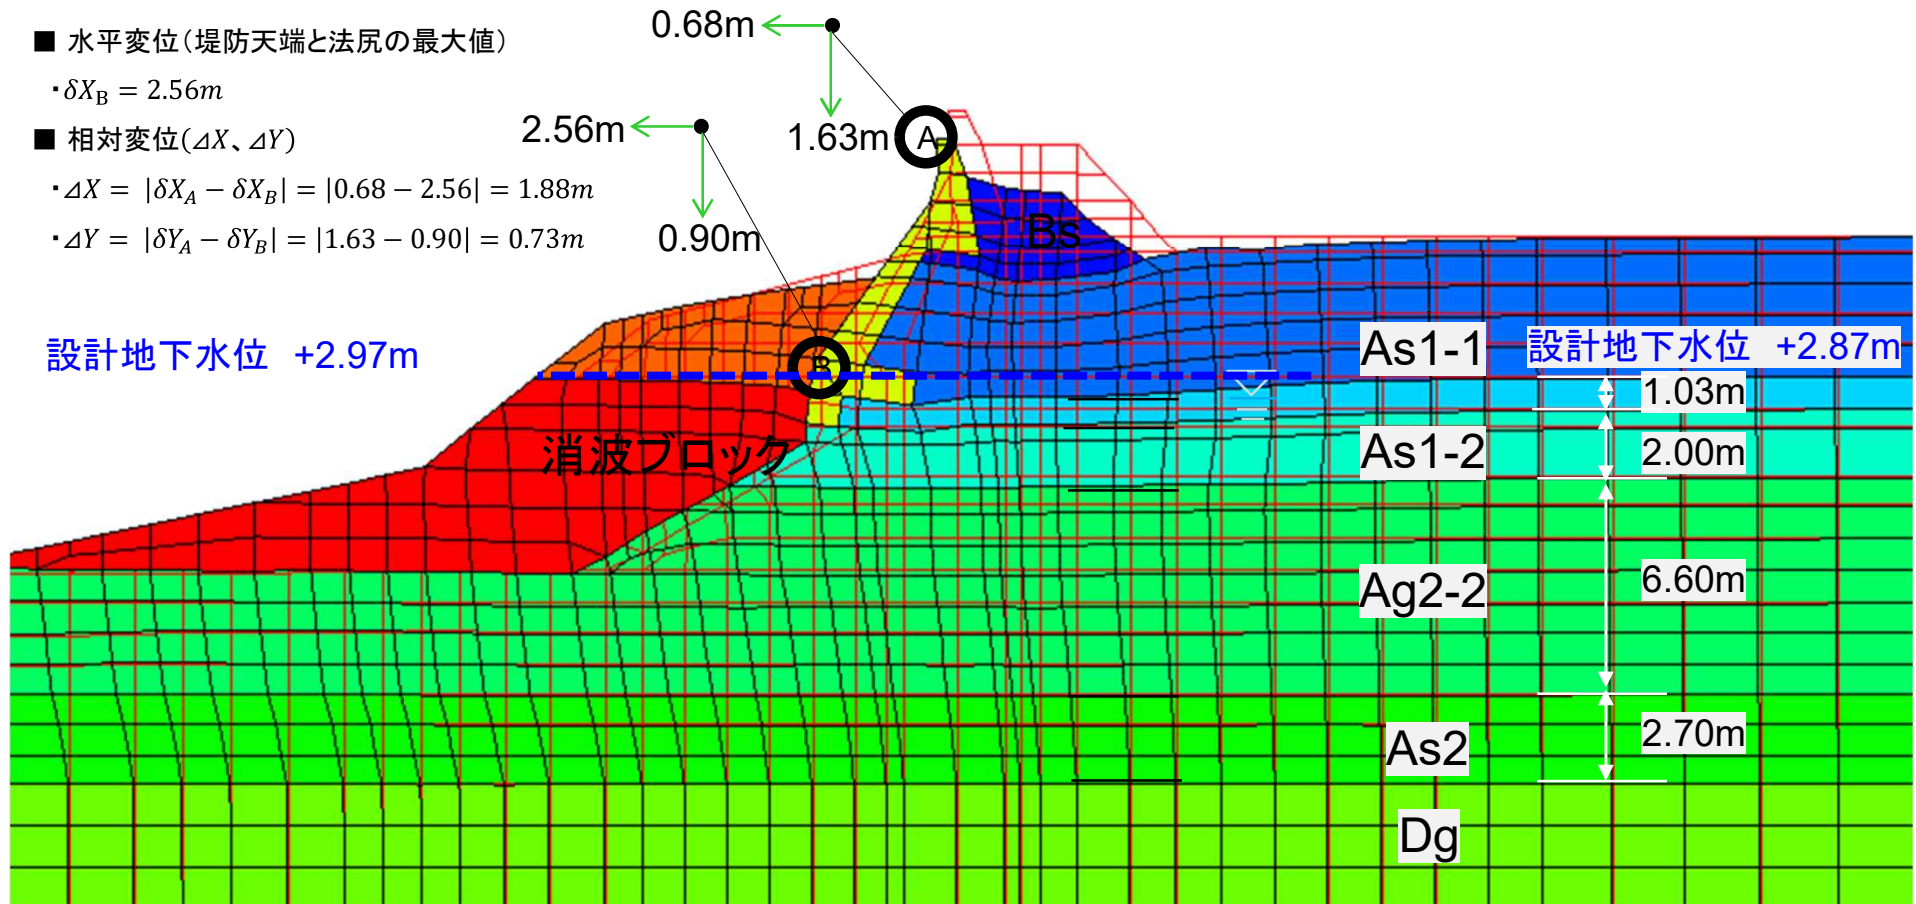 ■ 水平変位(堤防天端と法尻の最大値)
・δX_B = 2.56m
■ 相対変位(⊿X、⊿Y)
・⊿X = |δX_A − δX_B| = |0.68 − 2.56| = 1.88m
・⊿Y = |δY_A − δY_B| = |1.63 − 0.90| = 0.73m
0.68m
1.63m
2.56m
0.90m
A
B
Bs
設計地下水位 +2.97m
消波ブロック
As1-1
設計地下水位 +2.87m
1.03m
As1-2
2.00m
Ag2-2
6.60m
As2
2.70m
Dg